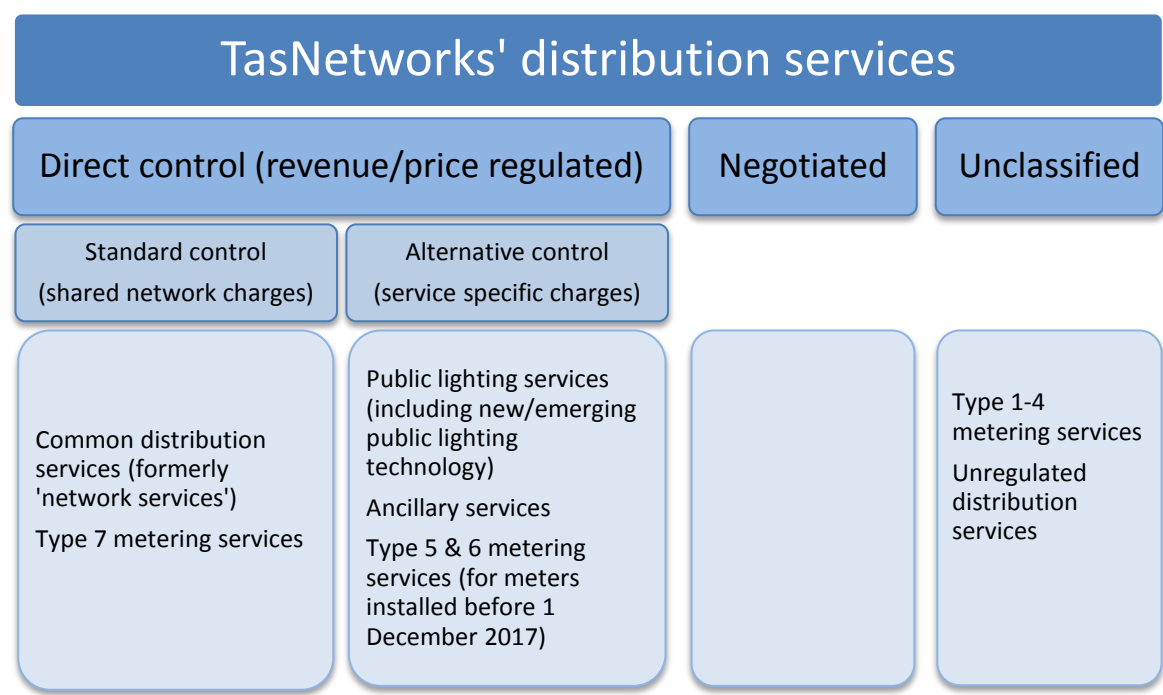 TasNetworks' distribution services
Direct control (revenue/price regulated)
Negotiated
Unclassified
Standard control
(shared network charges)
Alternative control
(service specific charges)
Common distribution
services (formerly
'network services')
Type 7 metering services
Public lighting services
(including new/emerging
public lighting
technology)
Ancillary services
Type 5 & 6 metering
services (for meters
installed before 1
December 2017)
Type 1-4
metering services
Unregulated
distribution
services